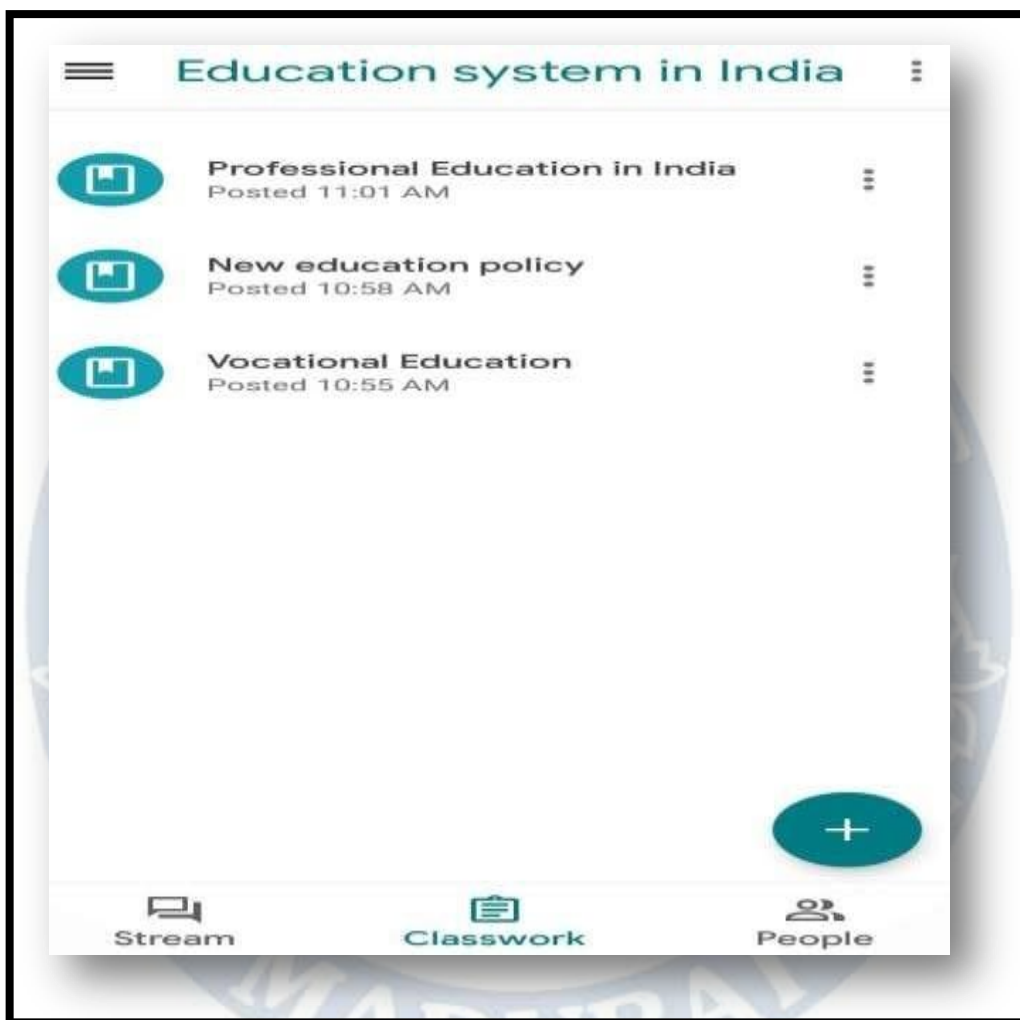 Education system in India
Professional Education in India
Posted 11:01 AM
New education policy
Posted 10:58 AM
Vocational Education
Posted 10:55 AM
Stream
Classwork
People
MADURAI